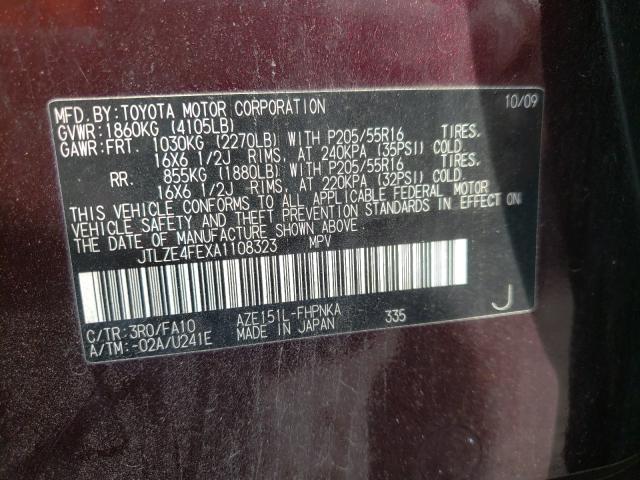 MFD.BY:TOYOTA MOTOR CORPORATION 10/09
GVWR:1860KG (4105LB)
GAWR:FRT. 1030KG (2270LB) WITH P205/55R16 TIRES,
16X6 1/2J RIMS, AT 240KPA (35PSI) COLD.
RR. 855KG (1880LB) WITH P205/55R16 TIRES,
16X6 1/2J RIMS, AT 220KPA (32PSI) COLD.
THIS VEHICLE CONFORMS TO ALL APPLICABLE FEDERAL MOTOR
VEHICLE SAFETY AND THEFT PREVENTION STANDARDS IN EFFECT ON
THE DATE OF MANUFACTURE SHOWN ABOVE.
JTLZE4FEXA1108323 MPV
C/TR:3R0/FA10 AZE151L-FHPNKA 335 J
A/TM:-02A/U241E MADE IN JAPAN